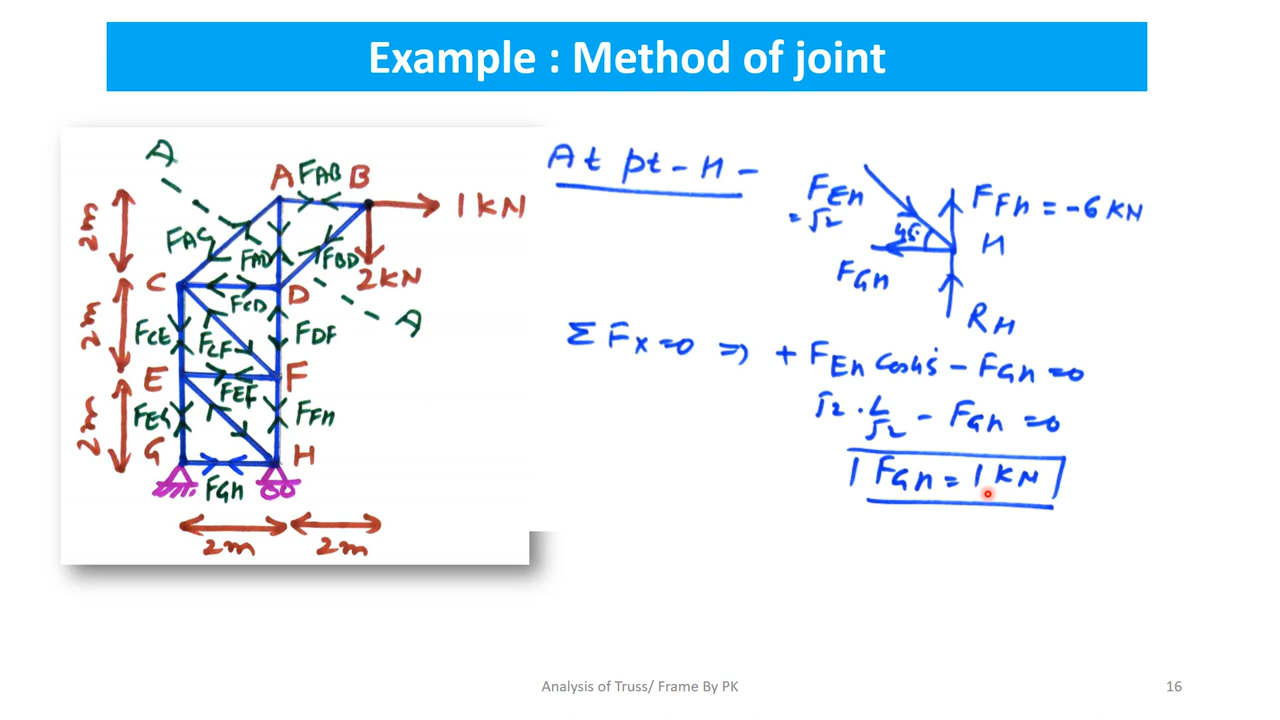 Example : Method of joint
A
A FAB B
1 KN
2m
FAC
FAD
FBD
C
FCD
D
2KN
A
2m
FCE
FCF
FDF
E
FEF
F
2m
FEG
FFH
G
H
FGH
2m
2m
At pt - H -
FEH
= √2
45°
FFH = -6 KN
H
FGH
RH
Σ Fx =0 => + FEH Cos45 - FGH =0
√2 . 1/√2 - FGH =0
FGH = 1 KN
Analysis of Truss/ Frame By PK
16